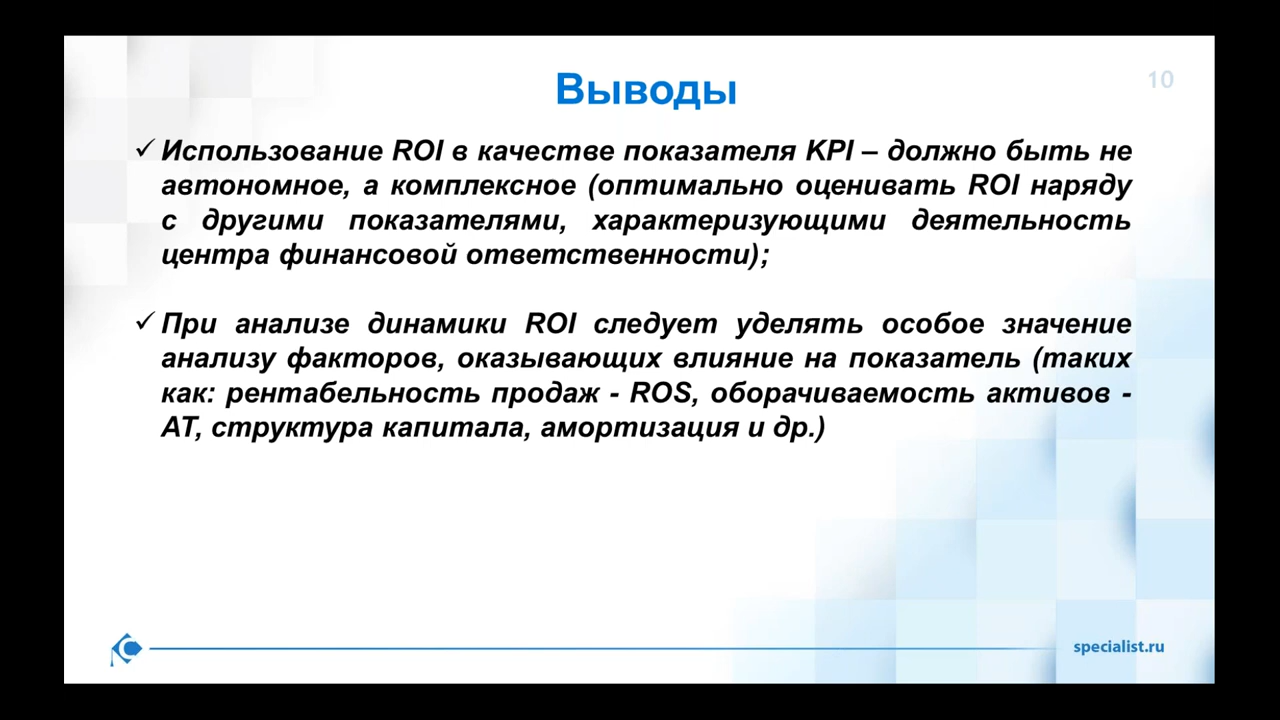 Выводы
10
✓ Использование ROI в качестве показателя KPI – должно быть не
автономное, а комплексное (оптимально оценивать ROI наряду
с другими показателями, характеризующими деятельность
центра финансовой ответственности);
✓ При анализе динамики ROI следует уделять особое значение
анализу факторов, оказывающих влияние на показатель (таких
как: рентабельность продаж - ROS, оборачиваемость активов -
AT, структура капитала, амортизация и др.)
specialist.ru